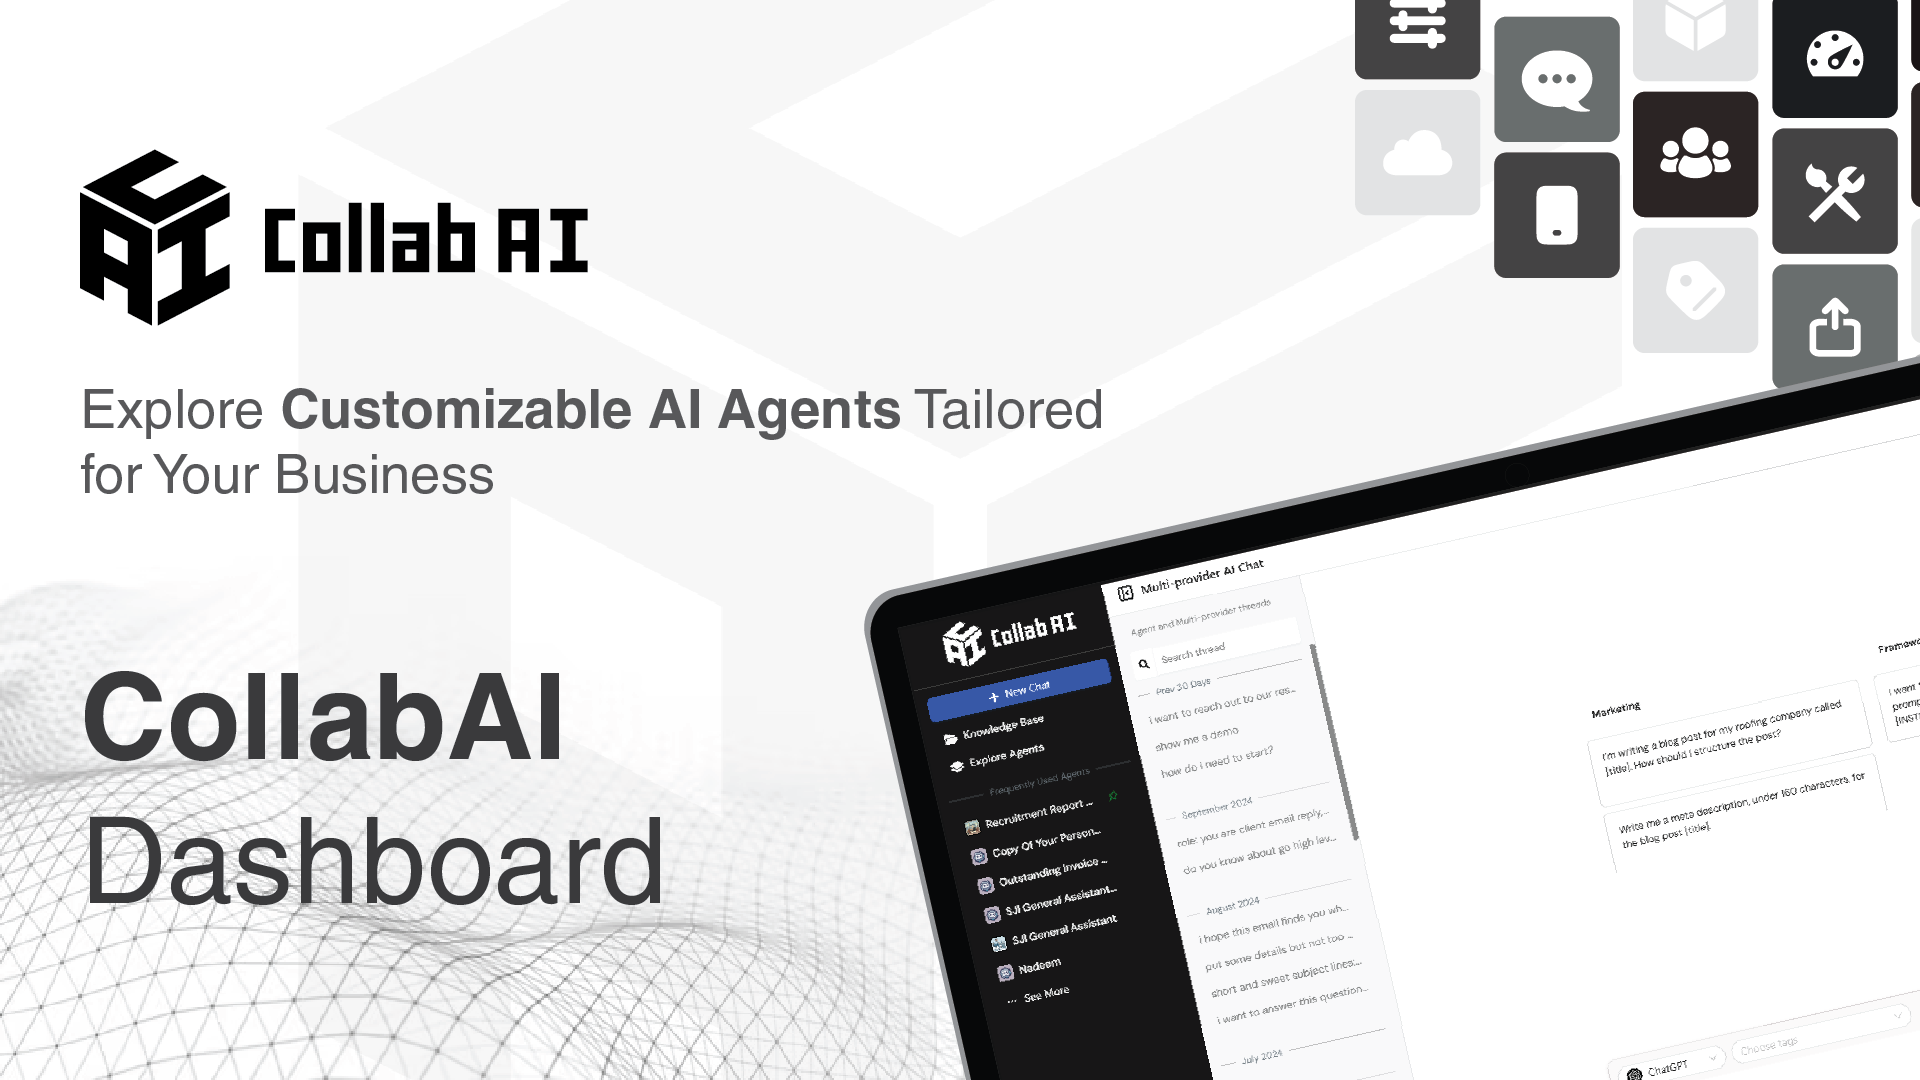 Collab AI
Explore Customizable AI Agents Tailored
for Your Business
CollabAI
Dashboard
Collab AI
+ New Chat
Knowledge Base
Explore Agents
Frequently Used Agents
Recruitment Report ...
Copy Of Your Person...
Outstanding Invoice ...
SJI General Assistant...
SJI General Assistant
Nadeem
... See More
Multi-provider AI Chat
Agent and Multi-provider threads
Search thread
Prev 30 Days
i want to reach out to our res...
show me a demo
how do i need to start?
September 2024
role: you are client email reply,...
do you know about go high lev...
August 2024
i hope this email finds you wh...
put some details but not too ...
short and sweet subject lines:...
i want to answer this question...
July 2024
Marketing
I'm writing a blog post for my roofing company called
[title]. How should I structure the post?
Write me a meta description, under 160 characters, for
the blog post [title].
I want
ChatGPT
Choose tags